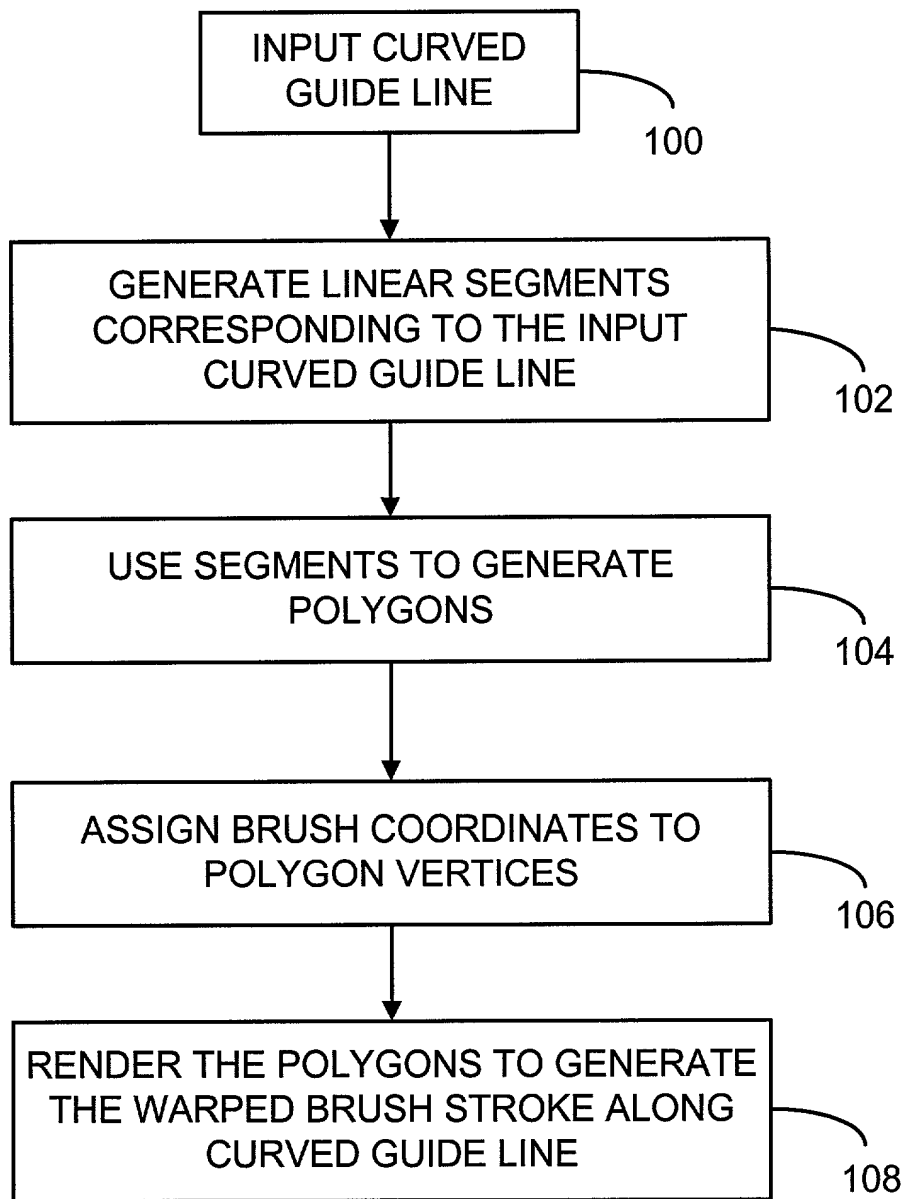 INPUT CURVED
GUIDE LINE
100
GENERATE LINEAR SEGMENTS
CORRESPONDING TO THE INPUT
CURVED GUIDE LINE
102
USE SEGMENTS TO GENERATE
POLYGONS
104
ASSIGN BRUSH COORDINATES TO
POLYGON VERTICES
106
RENDER THE POLYGONS TO GENERATE
THE WARPED BRUSH STROKE ALONG
CURVED GUIDE LINE
108